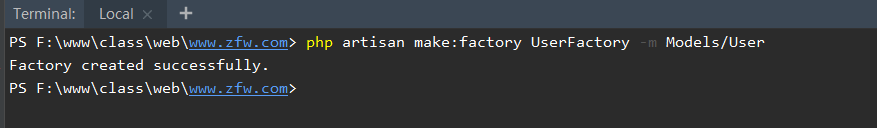 Terminal: Local × +
PS F:\www\class\web\www.zfw.com> php artisan make:factory UserFactory -m Models/User
Factory created successfully.
PS F:\www\class\web\www.zfw.com>